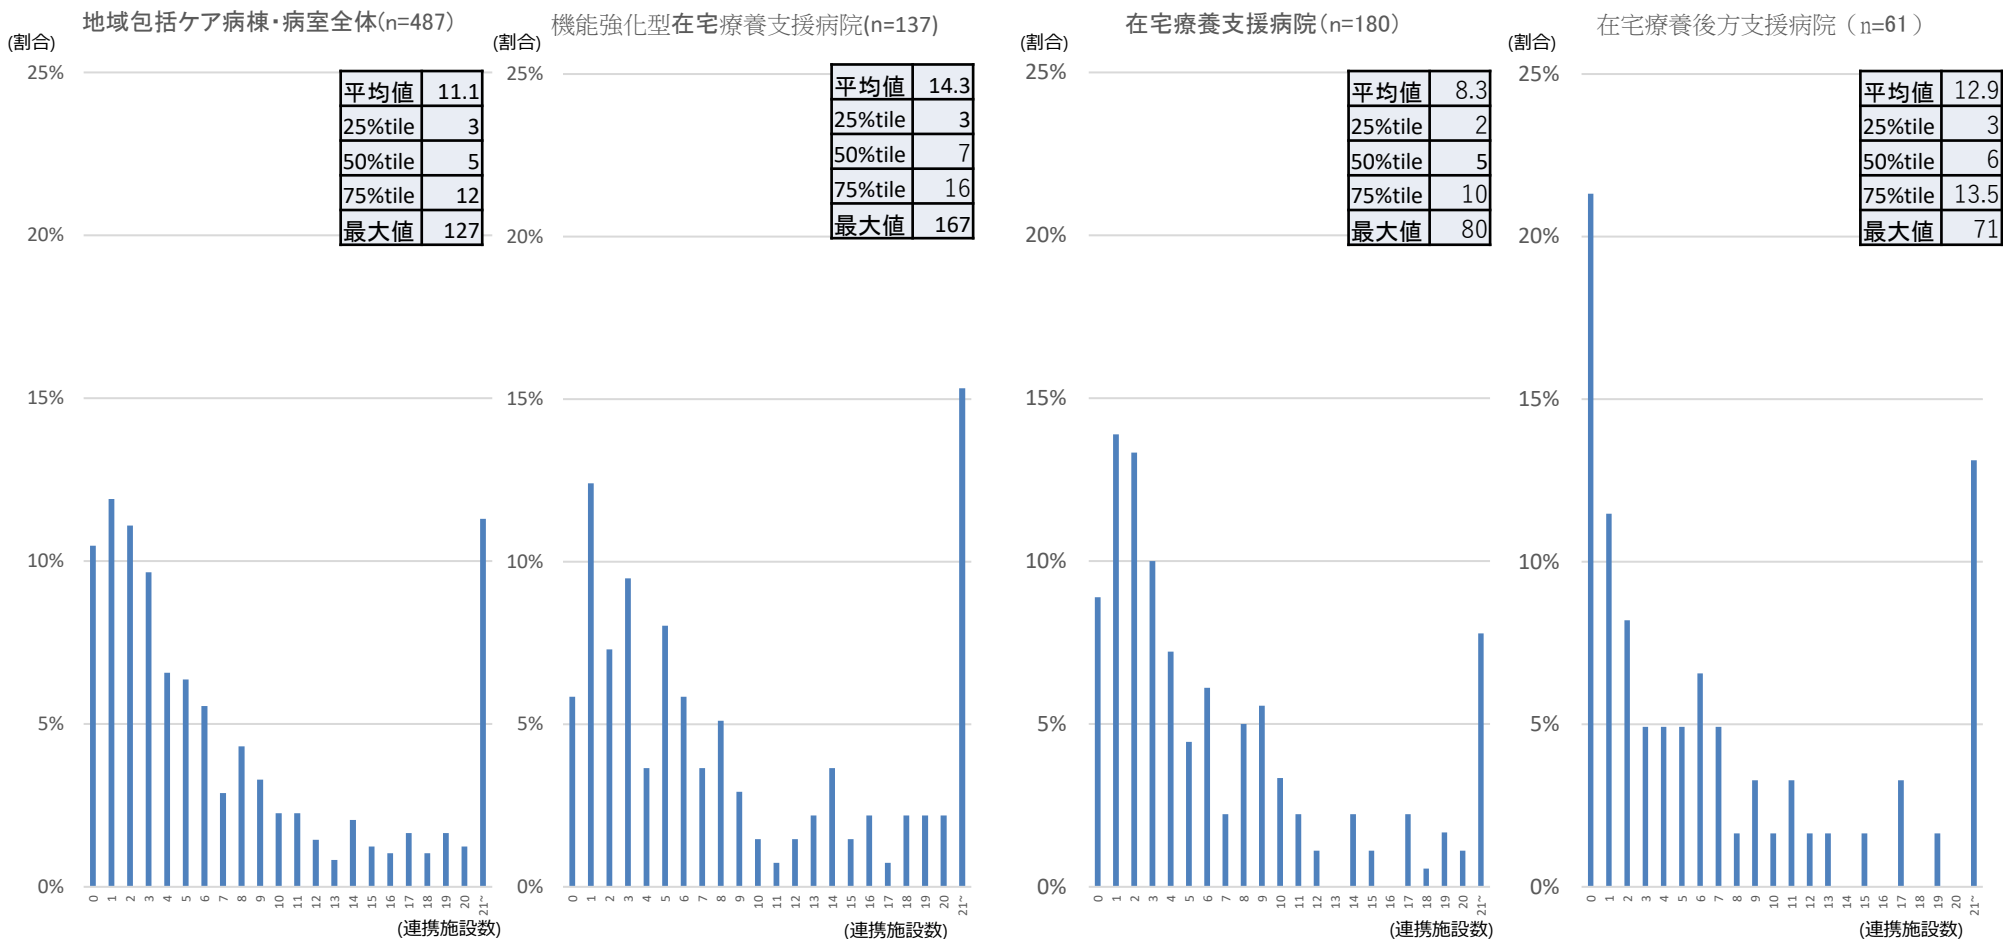 地域包括ケア病棟・病室全体(n=487)
(割合)
25%
20%
15%
10%
5%
0%
平均値 11.1
25%tile 3
50%tile 5
75%tile 12
最大値 127
0 1 2 3 4 5 6 7 8 9 10 11 12 13 14 15 16 17 18 19 20 21~
(連携施設数)
機能強化型在宅療養支援病院(n=137)
(割合)
25%
20%
15%
10%
5%
0%
平均値 14.3
25%tile 3
50%tile 7
75%tile 16
最大値 167
0 1 2 3 4 5 6 7 8 9 10 11 12 13 14 15 16 17 18 19 20 21~
(連携施設数)
在宅療養支援病院(n=180)
(割合)
25%
20%
15%
10%
5%
0%
平均値 8.3
25%tile 2
50%tile 5
75%tile 10
最大値 80
0 1 2 3 4 5 6 7 8 9 10 11 12 13 14 15 16 17 18 19 20 21~
(連携施設数)
在宅療養後方支援病院(n=61)
(割合)
25%
20%
15%
10%
5%
0%
平均値 12.9
25%tile 3
50%tile 6
75%tile 13.5
最大値 71
0 1 2 3 4 5 6 7 8 9 10 11 12 13 14 15 16 17 18 19 20 21~
(連携施設数)